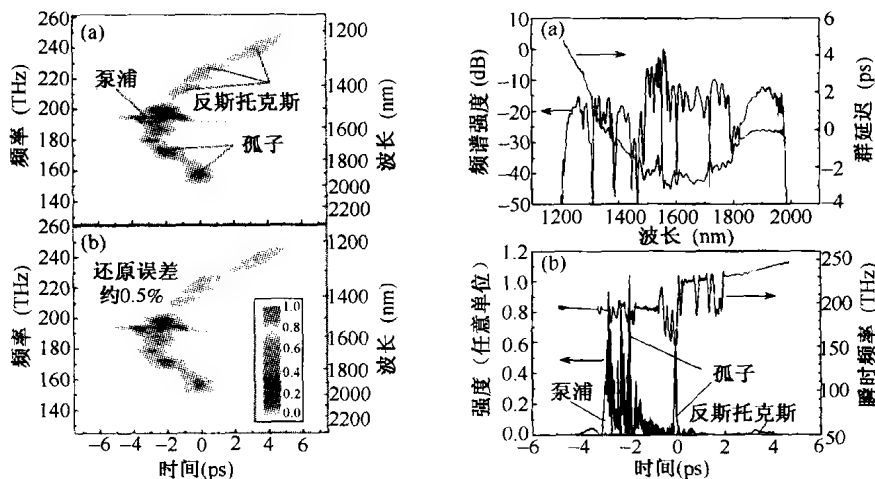 (a)
260
240
220
200
180
160
140
260
频率 (THz)
泵浦
反斯托克斯
孤子
1200
1400
1600
1800
2000
2200
波长 (nm)
(b)
240
220
200
180
160
140
频率 (THz)
还原误差
约0.5%
1.0
0.8
0.6
0.4
0.2
0.0
1200
1400
1600
1800
2000
2200
波长 (nm)
−6 −4 −2 0 2 4 6
时间(ps)
(a)
10
0
−10
−20
−30
−40
−50
频谱强度 (dB)
6
4
2
0
−2
−4
群延迟 (ps)
1200 1400 1600 1800 2000
波长 (nm)
(b)
1.2
1.0
0.8
0.6
0.4
0.2
0.0
强度 (任意单位)
泵浦
孤子
反斯托克斯
250
200
150
100
50
瞬时频率(THz)
−6 −4 −2 0 2 4 6
时间(ps)